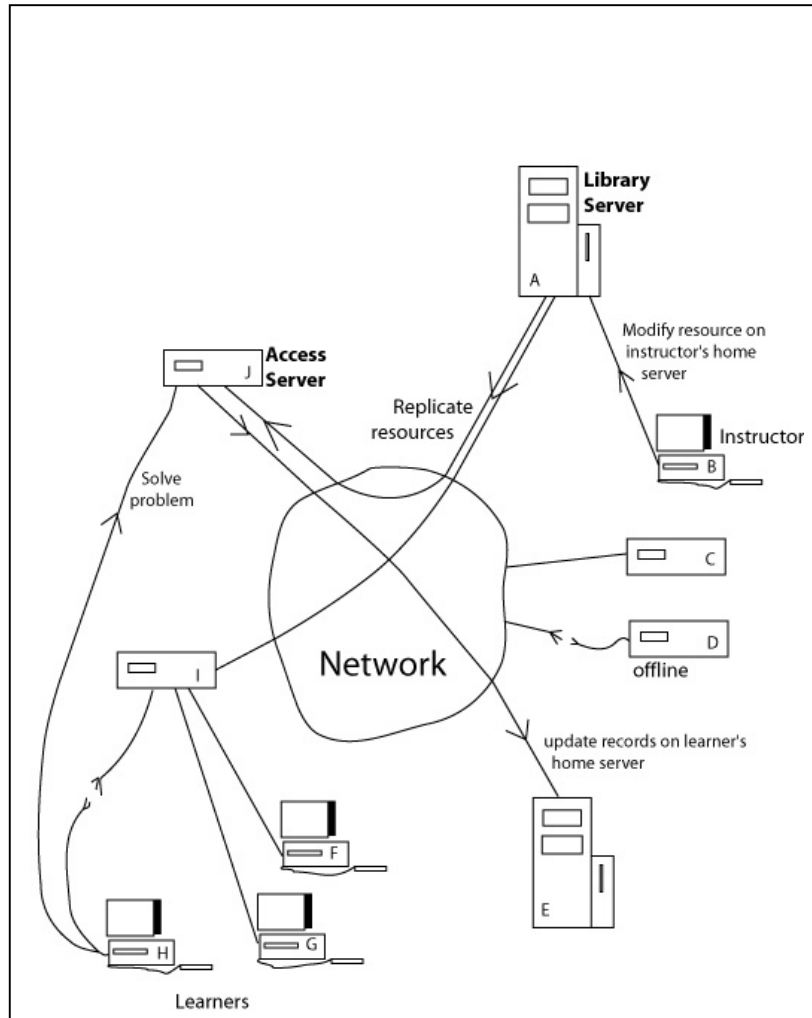 Library
Server
A
Modify resource on
instructor's home
server
Access
Server
J
Replicate
resources
Instructor
B
Solve
problem
C
D
offline
I
Network
update records on learner's
home server
F
E
G
H
Learners